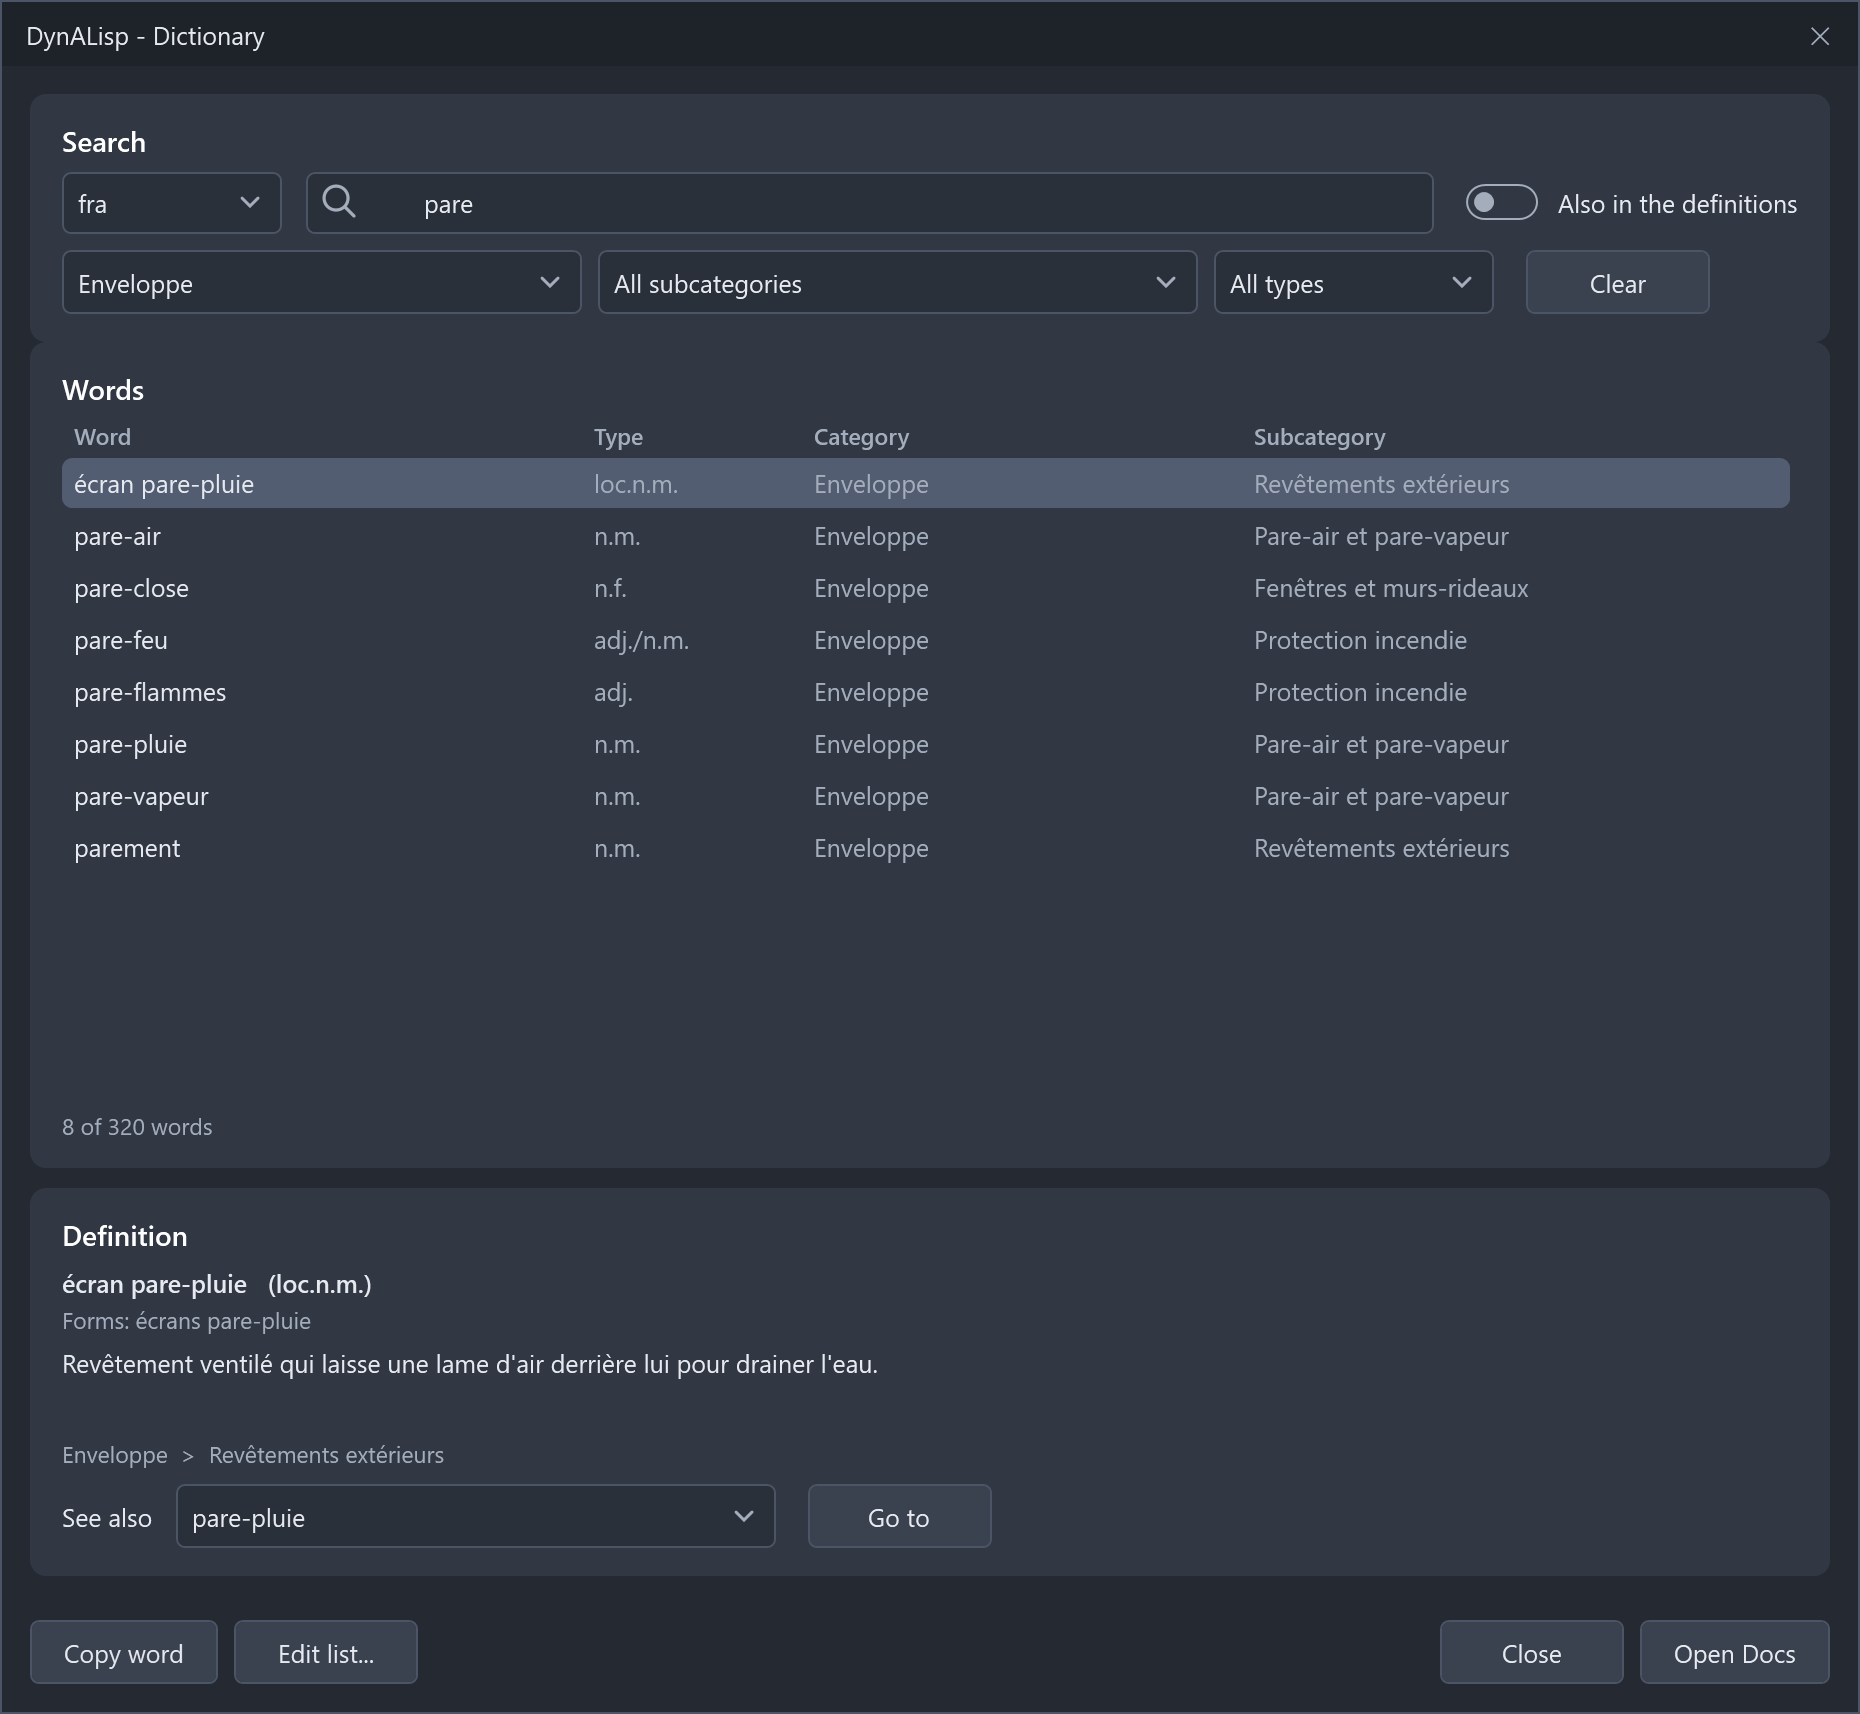 DynALisp - Dictionary
Search
fra
pare
Also in the definitions
Enveloppe
All subcategories
All types
Clear
Words
Word Type Category Subcategory
écran pare-pluie loc.n.m. Enveloppe Revêtements extérieurs
pare-air n.m. Enveloppe Pare-air et pare-vapeur
pare-close n.f. Enveloppe Fenêtres et murs-rideaux
pare-feu adj./n.m. Enveloppe Protection incendie
pare-flammes adj. Enveloppe Protection incendie
pare-pluie n.m. Enveloppe Pare-air et pare-vapeur
pare-vapeur n.m. Enveloppe Pare-air et pare-vapeur
parement n.m. Enveloppe Revêtements extérieurs
8 of 320 words
Definition
écran pare-pluie (loc.n.m.)
Forms: écrans pare-pluie
Revêtement ventilé qui laisse une lame d'air derrière lui pour drainer l'eau.
Enveloppe > Revêtements extérieurs
See also pare-pluie Go to
Copy word Edit list... Close Open Docs